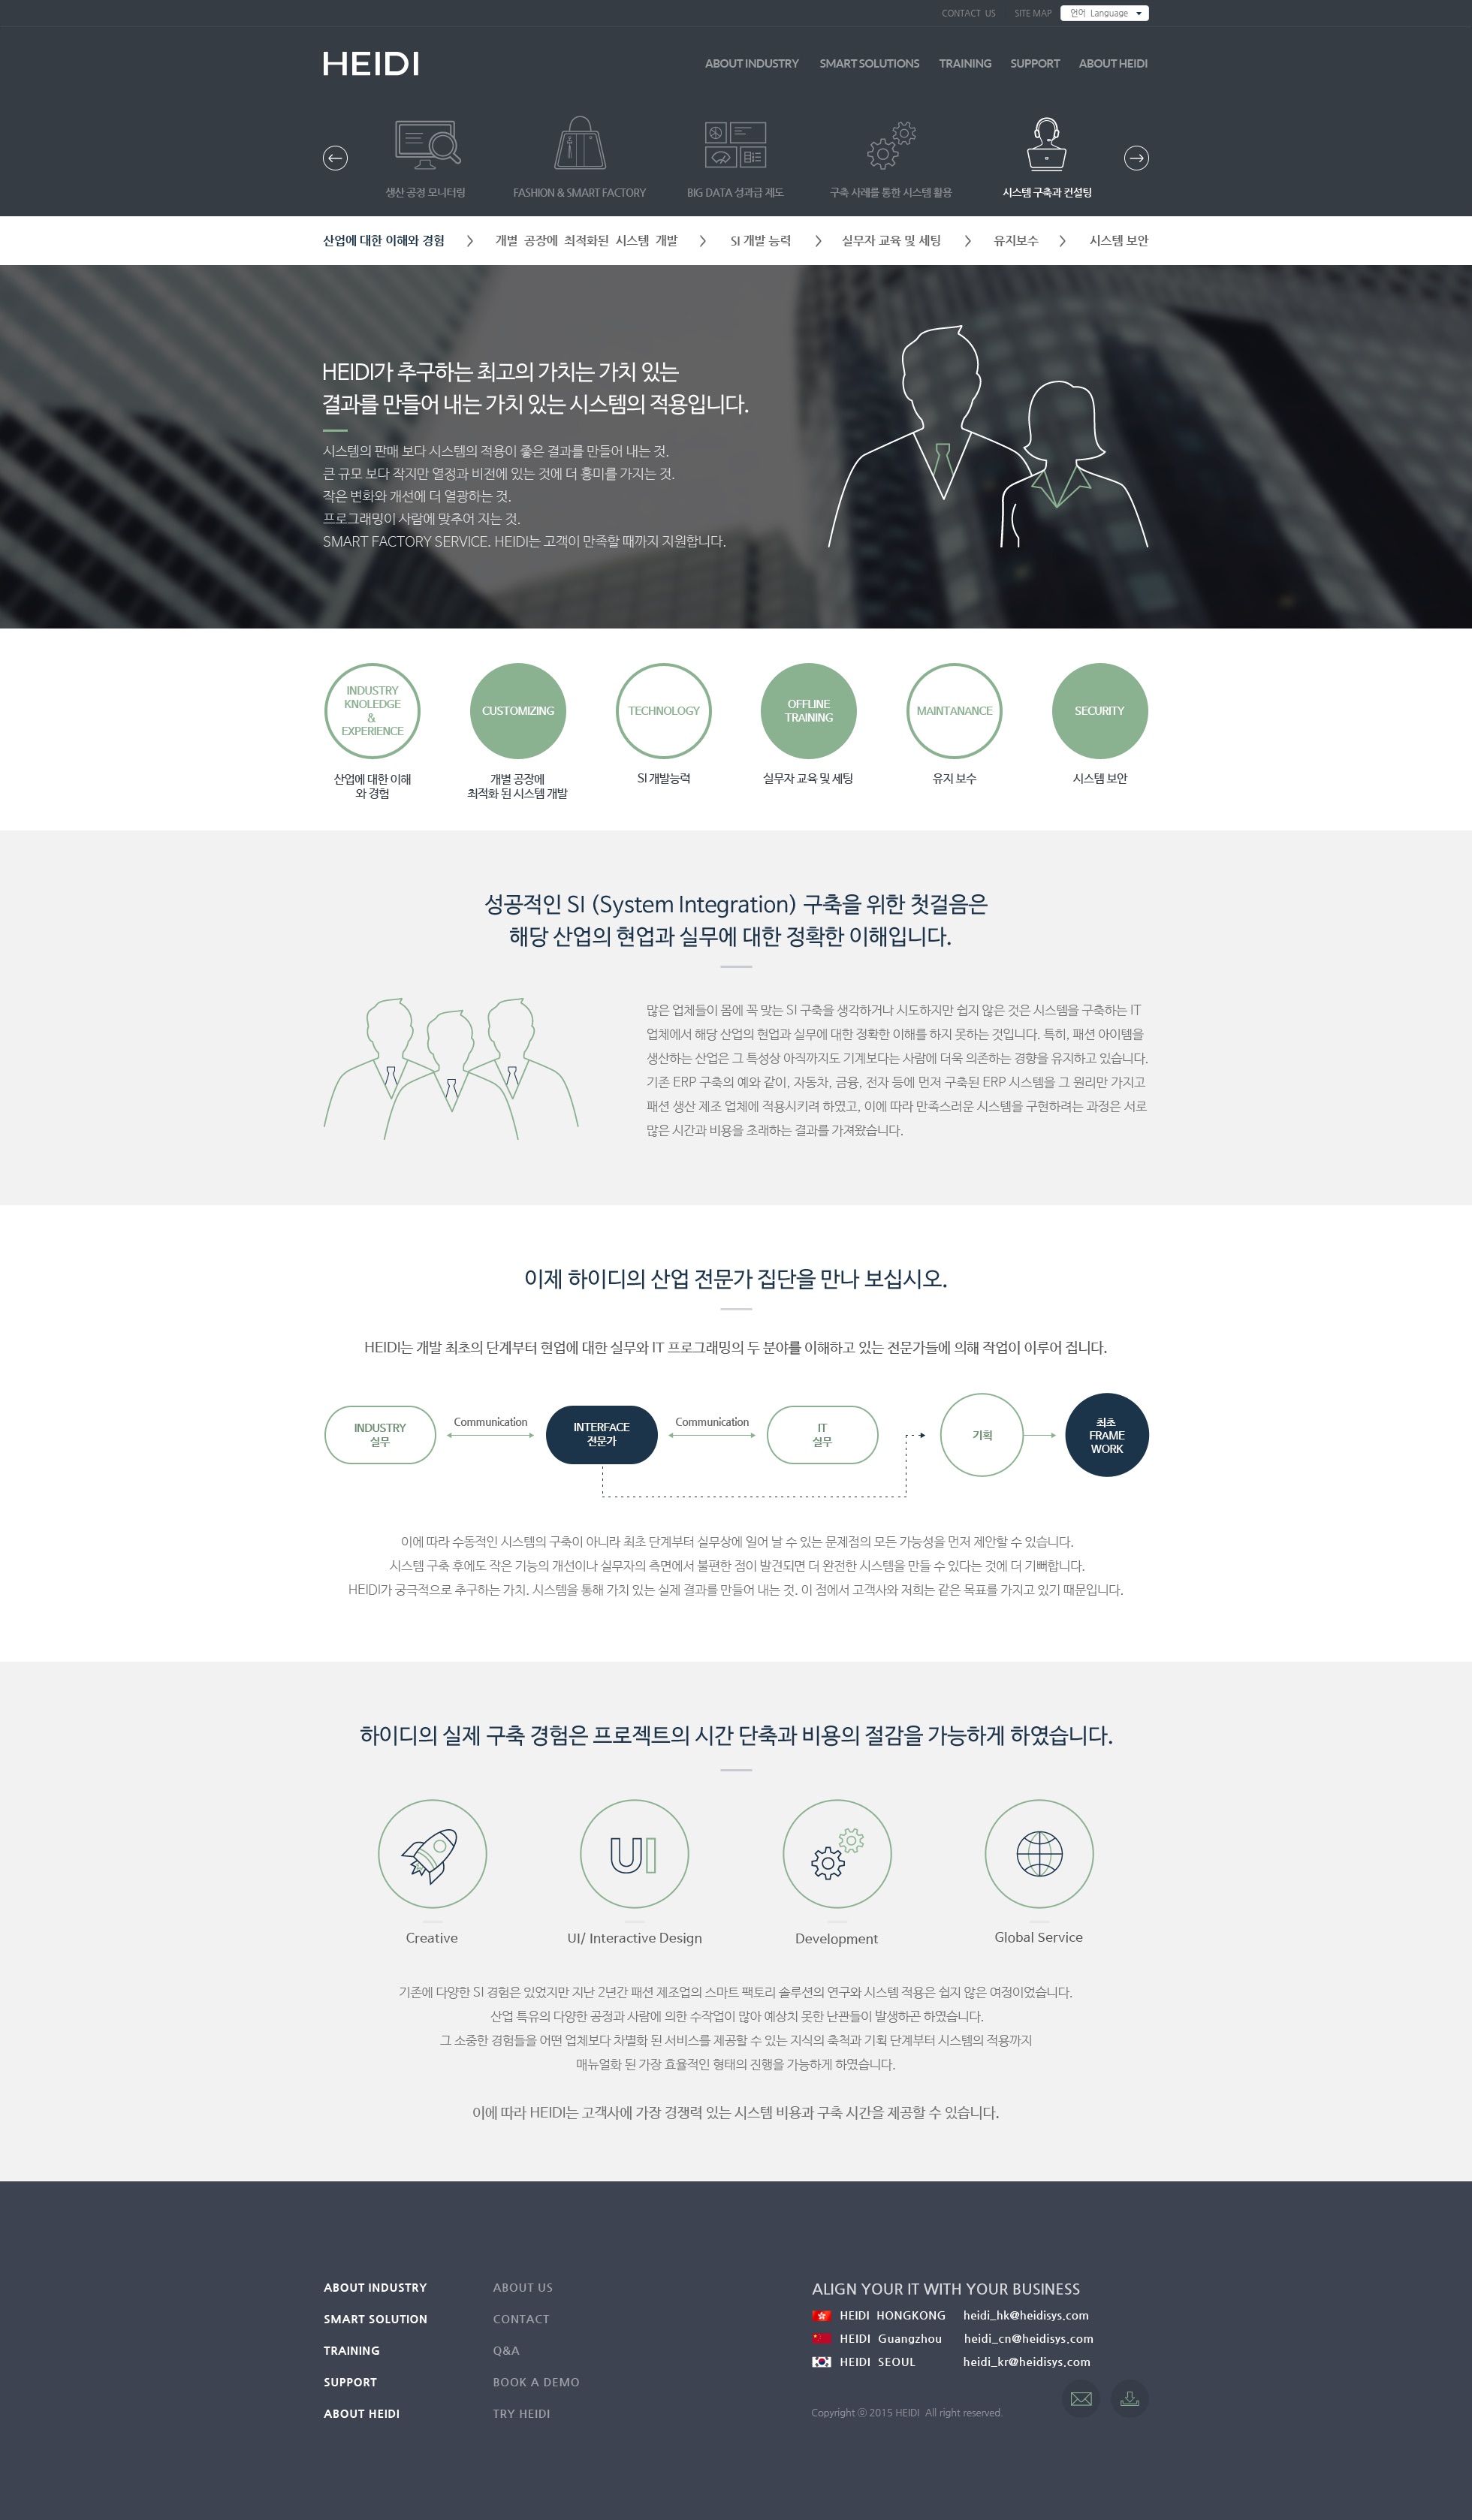 CONTACT US SITE MAP 언어 Language
HEIDI
ABOUT INDUSTRY SMART SOLUTIONS TRAINING SUPPORT ABOUT HEIDI
생산 공정 모니터링 FASHION & SMART FACTORY BIG DATA 성과급 제도 구축 사례를 통한 시스템 활용 시스템 구축과 컨설팅
산업에 대한 이해와 경험 개별 공장에 최적화된 시스템 개발 SI 개발 능력 실무자 교육 및 세팅 유지보수 시스템 보안
HEIDI가 추구하는 최고의 가치는 가치 있는
결과를 만들어 내는 가치 있는 시스템의 적용입니다.
시스템의 판매 보다 시스템의 적용이 좋은 결과를 만들어 내는 것.
큰 규모 보다 작지만 열정과 비전에 있는 것에 더 흥미를 가지는 것.
작은 변화와 개선에 더 열광하는 것.
프로그래밍이 사람에 맞추어 지는 것.
SMART FACTORY SERVICE. HEIDI는 고객이 만족할 때까지 지원합니다.
INDUSTRY
KNOLEDGE
&
EXPERIENCE
CUSTOMIZING
TECHNOLOGY
OFFLINE
TRAINING
MAINTANANCE
SECURITY
산업에 대한 이해
와 경험
개별 공장에
최적화 된 시스템 개발
SI 개발능력
실무자 교육 및 세팅
유지 보수
시스템 보안
성공적인 SI (System Integration) 구축을 위한 첫걸음은
해당 산업의 현업과 실무에 대한 정확한 이해입니다.
많은 업체들이 몸에 꼭 맞는 SI 구축을 생각하거나 시도하지만 쉽지 않은 것은 시스템을 구축하는 IT
업체에서 해당 산업의 현업과 실무에 대한 정확한 이해를 하지 못하는 것입니다. 특히, 패션 아이템을
생산하는 산업은 그 특성상 아직까지도 기계보다는 사람에 더욱 의존하는 경향을 유지하고 있습니다.
기존 ERP 구축의 예와 같이, 자동차, 금융, 전자 등에 먼저 구축된 ERP 시스템을 그 원리만 가지고
패션 생산 제조 업체에 적용시키려 하였고, 이에 따라 만족스러운 시스템을 구현하려는 과정은 서로
많은 시간과 비용을 초래하는 결과를 가져왔습니다.
이제 하이디의 산업 전문가 집단을 만나 보십시오.
HEIDI는 개발 최초의 단계부터 현업에 대한 실무와 IT 프로그래밍의 두 분야를 이해하고 있는 전문가들에 의해 작업이 이루어 집니다.
INDUSTRY
실무
Communication
INTERFACE
전문가
Communication
IT
실무
기획
최초
FRAME
WORK
이에 따라 수동적인 시스템의 구축이 아니라 최초 단계부터 실무상에 일어 날 수 있는 문제점의 모든 가능성을 먼저 제안할 수 있습니다.
시스템 구축 후에도 작은 기능의 개선이나 실무자의 측면에서 불편한 점이 발견되면 더 완전한 시스템을 만들 수 있다는 것에 더 기뻐합니다.
HEIDI가 궁극적으로 추구하는 가치. 시스템을 통해 가치 있는 실제 결과를 만들어 내는 것. 이 점에서 고객사와 저희는 같은 목표를 가지고 있기 때문입니다.
하이디의 실제 구축 경험은 프로젝트의 시간 단축과 비용의 절감을 가능하게 하였습니다.
UI
Creative UI/ Interactive Design Development Global Service
기존에 다양한 SI 경험은 있었지만 지난 2년간 패션 제조업의 스마트 팩토리 솔루션의 연구와 시스템 적용은 쉽지 않은 여정이었습니다.
산업 특유의 다양한 공정과 사람에 의한 수작업이 많아 예상치 못한 난관들이 발생하곤 하였습니다.
그 소중한 경험들을 어떤 업체보다 차별화 된 서비스를 제공할 수 있는 지식의 축척과 기획 단계부터 시스템의 적용까지
매뉴얼화 된 가장 효율적인 형태의 진행을 가능하게 하였습니다.
이에 따라 HEIDI는 고객사에 가장 경쟁력 있는 시스템 비용과 구축 시간을 제공할 수 있습니다.
ABOUT INDUSTRY ABOUT US
SMART SOLUTION CONTACT
TRAINING Q&A
SUPPORT BOOK A DEMO
ABOUT HEIDI TRY HEIDI
ALIGN YOUR IT WITH YOUR BUSINESS
HEIDI HONGKONG heidi_hk@heidisys.com
HEIDI Guangzhou heidi_cn@heidisys.com
HEIDI SEOUL heidi_kr@heidisys.com
Copyright ⓒ 2015 HEIDI All right reserved.